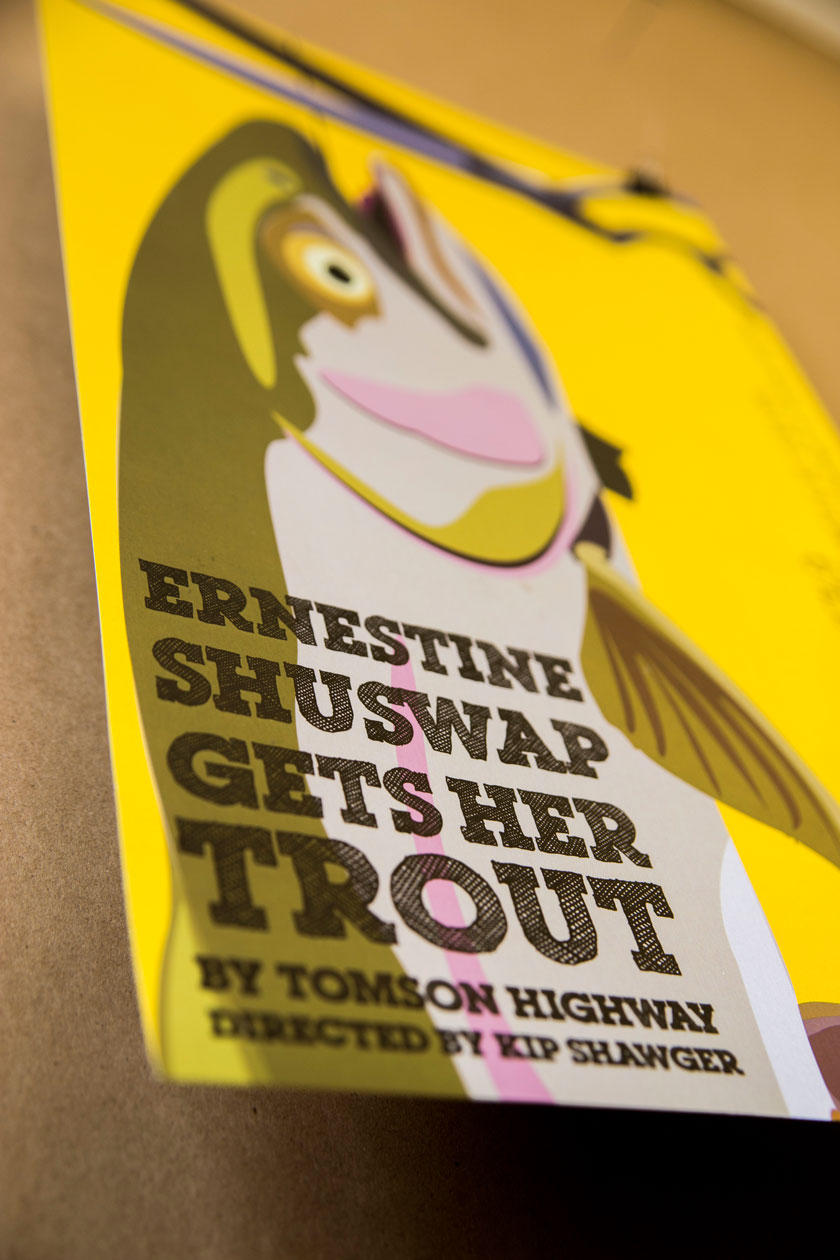 ERNESTINE
SHUSWAP
GETS HER
TROUT
BY TOMSON HIGHWAY
DIRECTED BY KIP SHAWGER